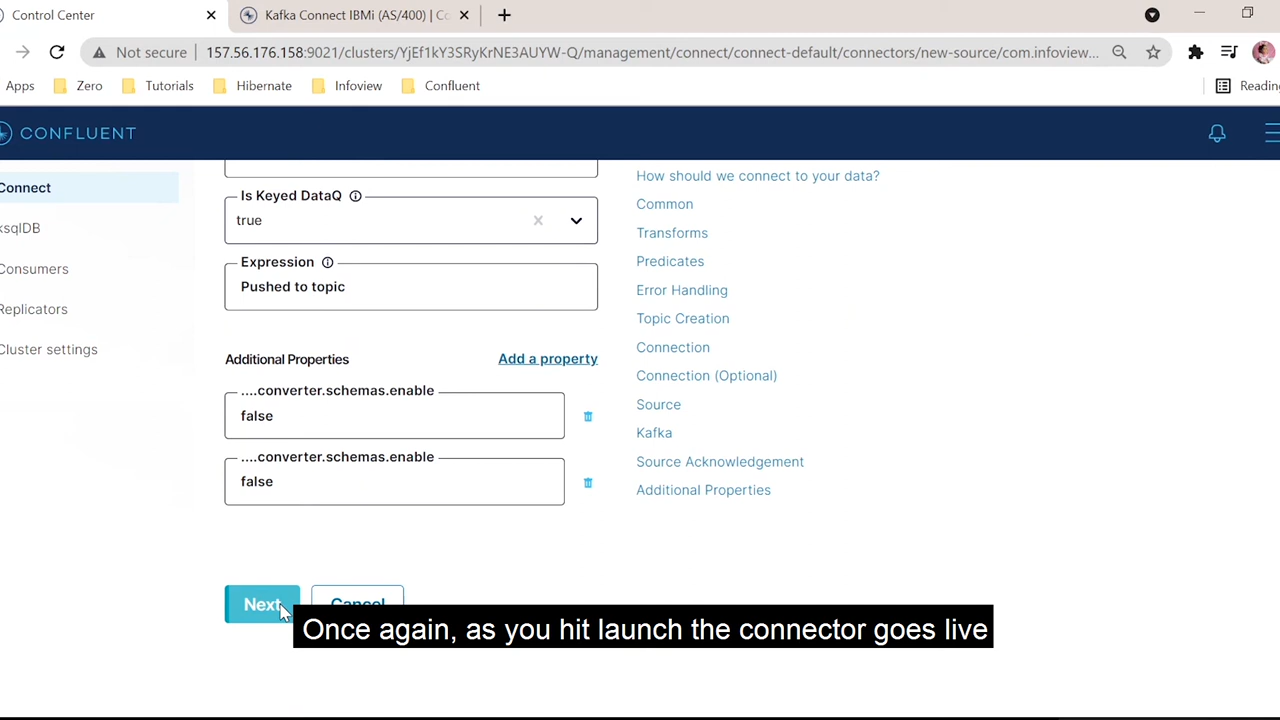 Control Center
Kafka Connect IBMi (AS/400) | Co
Not secure
157.56.176.158:9021/clusters/YjEf1kY3SRyKrNE3AUYW-Q/management/connect/connect-default/connectors/new-source/com.infoview...
Apps
Zero
Tutorials
Hibernate
Infoview
Confluent
Reading
CONFLUENT
Connect
ksqlDB
Consumers
Replicators
Cluster settings
Is Keyed DataQ
true
Expression
Pushed to topic
Additional Properties
Add a property
....converter.schemas.enable
false
....converter.schemas.enable
false
Next
Cancel
How should we connect to your data?
Common
Transforms
Predicates
Error Handling
Topic Creation
Connection
Connection (Optional)
Source
Kafka
Source Acknowledgement
Additional Properties
Once again, as you hit launch the connector goes live